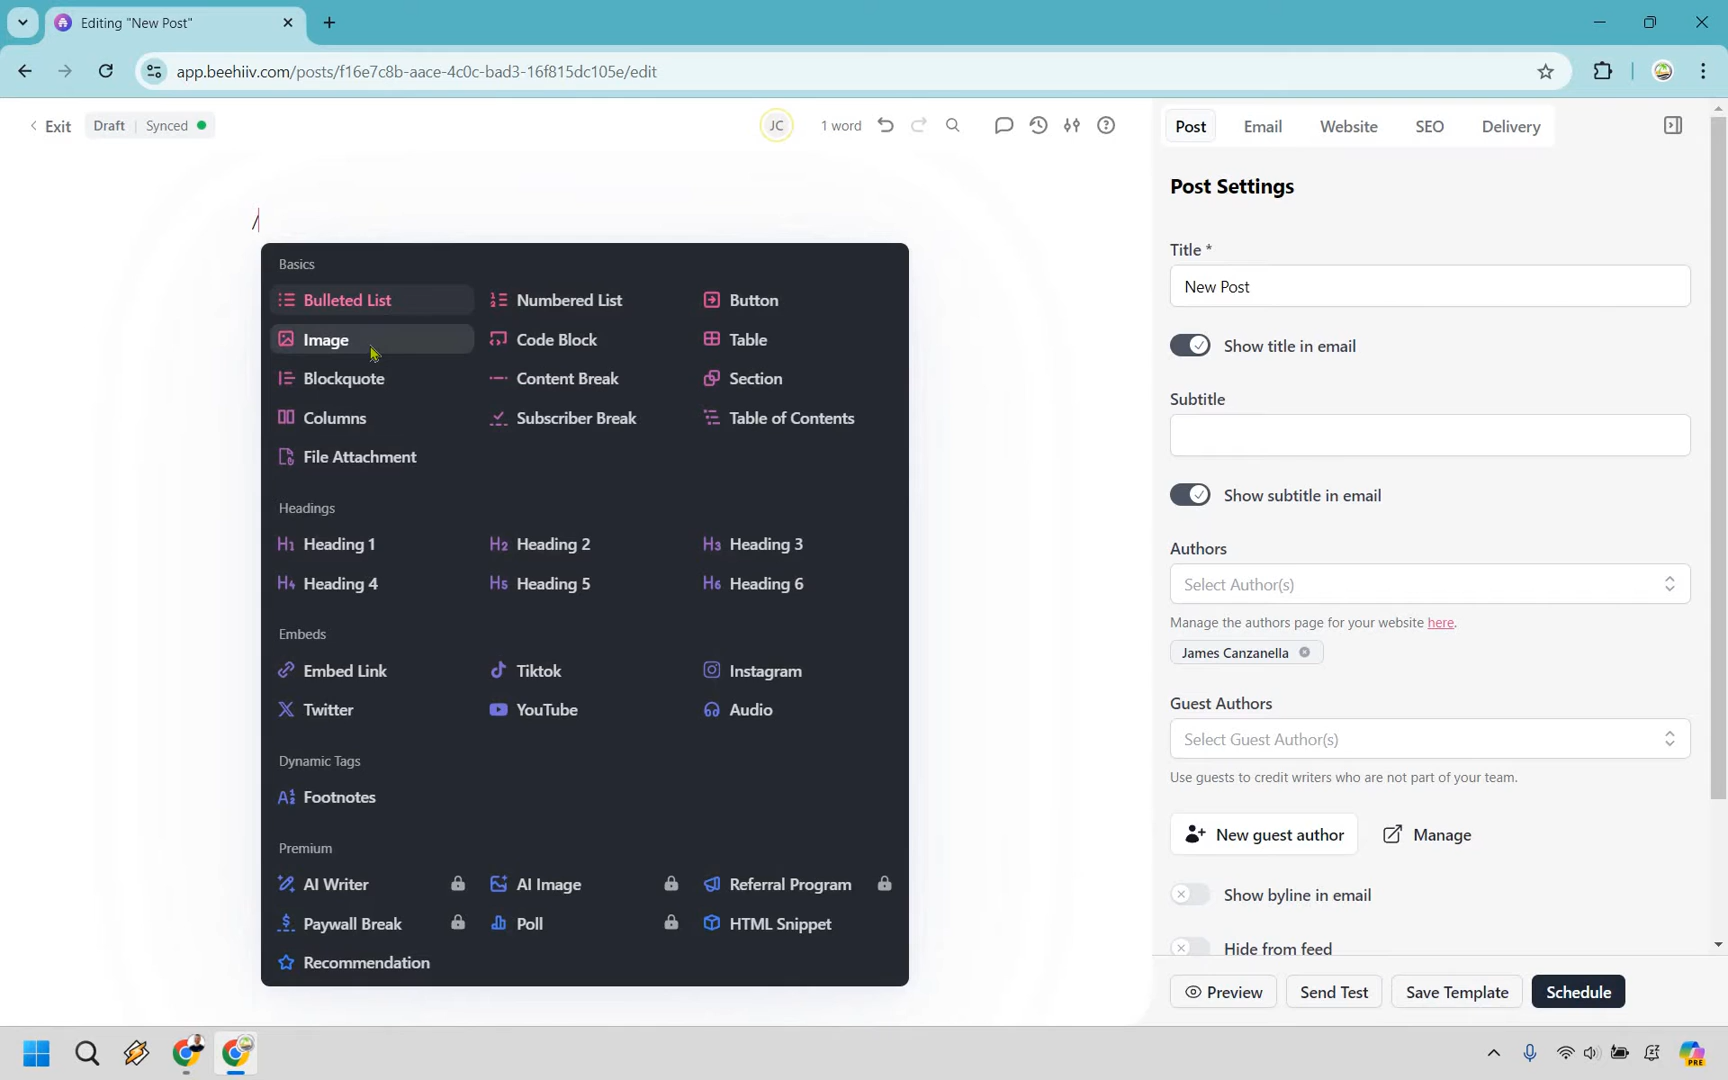 Editing "New Post"
app.beehiiv.com/posts/f16e7c8b-aace-4c0c-bad3-16f815dc105e/edit
Exit Draft Synced JC 1 word
Post Email Website SEO Delivery
/
Basics
Bulleted List Numbered List Button
Image Code Block Table
Blockquote Content Break Section
Columns Subscriber Break Table of Contents
File Attachment
Headings
H1 Heading 1 H2 Heading 2 H3 Heading 3
H4 Heading 4 H5 Heading 5 H6 Heading 6
Embeds
Embed Link Tiktok Instagram
Twitter YouTube Audio
Dynamic Tags
Footnotes
Premium
AI Writer AI Image Referral Program
Paywall Break Poll HTML Snippet
Recommendation
Post Settings
Title *
New Post
Show title in email
Subtitle
Show subtitle in email
Authors
Select Author(s)
Manage the authors page for your website here.
James Canzanella
Guest Authors
Select Guest Author(s)
Use guests to credit writers who are not part of your team.
New guest author Manage
Show byline in email
Hide from feed
Preview Send Test Save Template Schedule
PRE